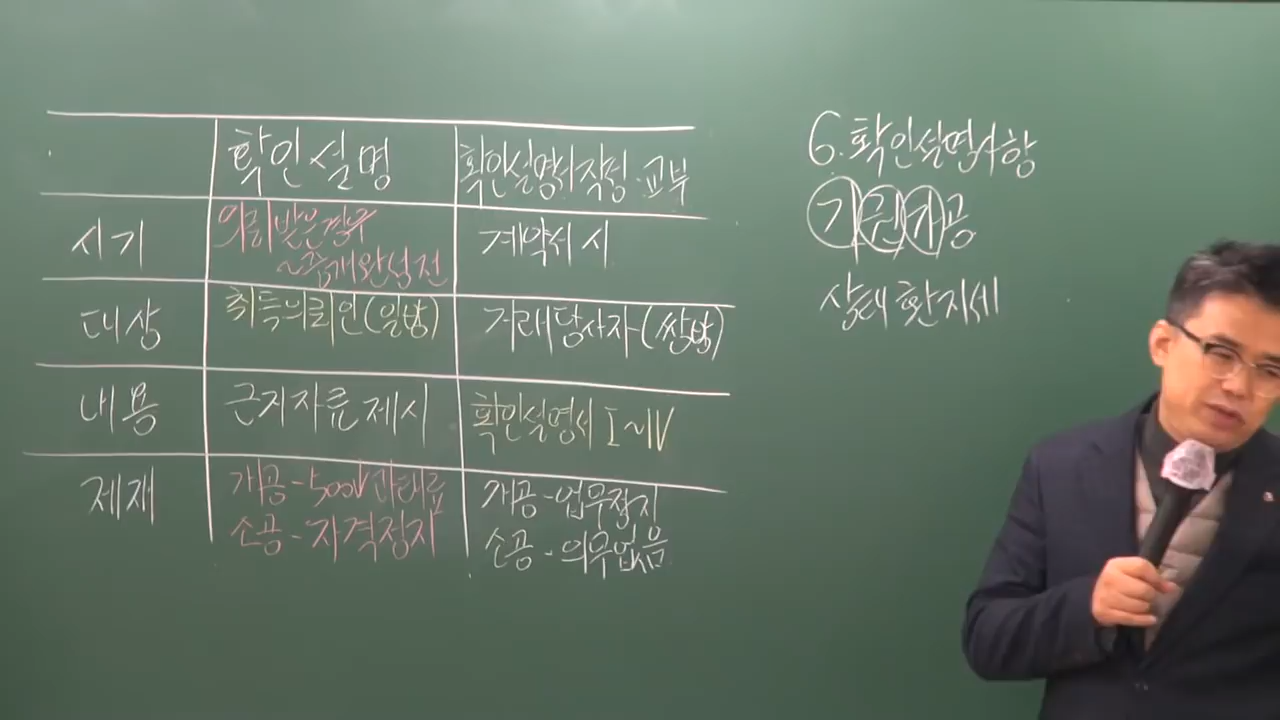 확인설명
확인설명서작성·교부
시기
의뢰받은경우
~중개완성전
계약서 시
대상
취득의뢰인(일방)
거래당사자(쌍방)
내용
근거자료제시
확인설명서 I~IV
제재
개공-500↓과태료
소공-자격정지
개공-업무정지
소공-의무없음
6.확인설명사항
기권거공
상태환지세